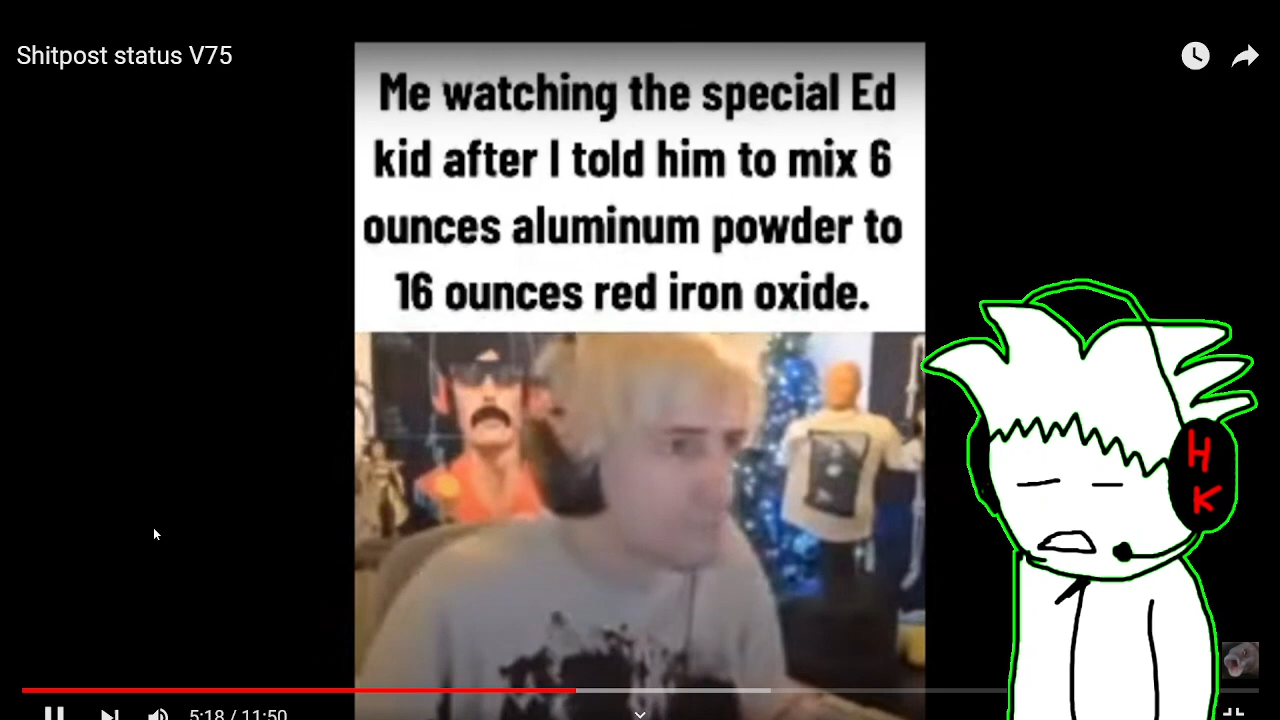 Shitpost status V75
Me watching the special Ed
kid after I told him to mix 6
ounces aluminum powder to
16 ounces red iron oxide.
H
K
5:18 / 11:50